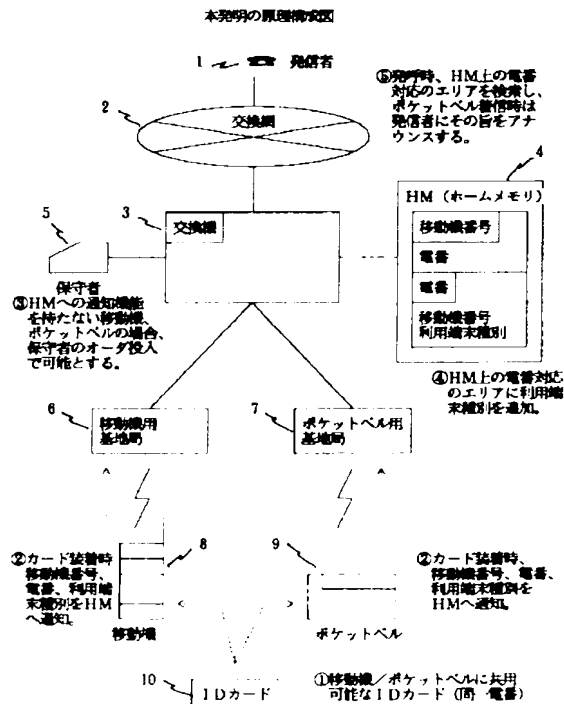 本発明の原理構成図
1
発信者
⑤発呼時、HM上の電番
対応のエリアを検索し、
ポケットベル着信時は
発信者にその旨をアナ
ウンスする。
2
交換網
4
HM(ホームメモリ)
移動機番号
電番
電番
移動機番号
利用端末種別
5
3
交換機
保守者
③HMへの通知機能
を持たない移動機、
ポケットベルの場合、
保守者のオーダ投入
で可能とする。
④HM上の電番対応
のエリアに利用端
末種別を追加。
6
移動機用
基地局
7
ポケットベル用
基地局
②カード装着時
移動機番号、
電番、利用端
末種別をHM
へ通知。
8
移動機
9
ポケットベル
②カード装着時、
移動機番号、電番、
利用端末種別を
HMへ通知。
10
IDカード
①移動機/ポケットベルに共用
可能なIDカード(同一電番)